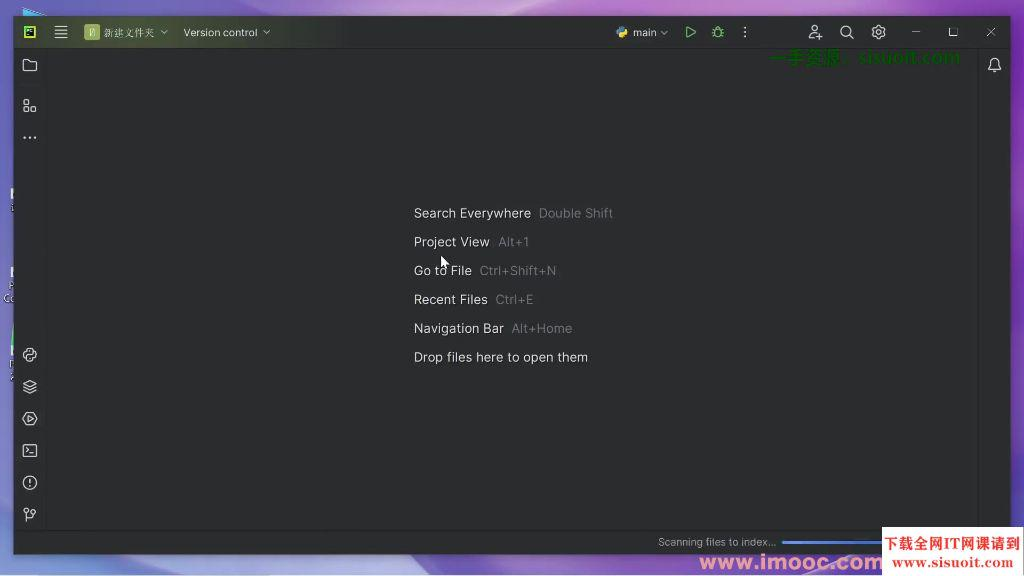 新建文件夹 Version control main
一手资源：sisuoit.com
Search Everywhere Double Shift
Project View Alt+1
Go to File Ctrl+Shift+N
Recent Files Ctrl+E
Navigation Bar Alt+Home
Drop files here to open them
Scanning files to index...
下载全网IT网课请到
www.imooc.com
www.sisuoit.com